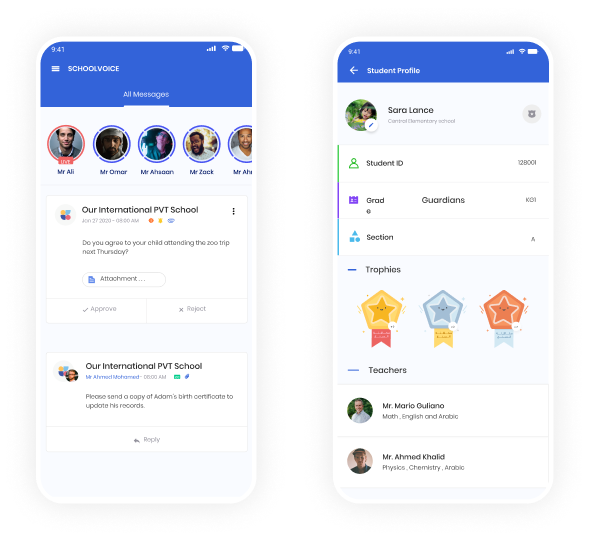 9:41
SCHOOLVOICE
All Messages
LIVE
Mr Ali
Mr Omar
Mr Ahsaan
Mr Zack
Mr Ahm
Our International PVT School
Jan 27 2020 - 08:00 AM
Do you agree to your child attending the zoo trip
next Thursday?
Attachment . . .
Approve
Reject
Our International PVT School
Mr Ahmed Mohamed - 08:00 AM
Please send a copy of Adam's birth certificate to
update his records.
Reply
9:41
Student Profile
Sara Lance
Central Elementary school
Student ID
12B001
Grad
e
Guardians
KG1
Section
A
Trophies
Teachers
Mr. Mario Guliano
Math , English and Arabic
Mr. Ahmed Khalid
Physics , Chemistry , Arabic